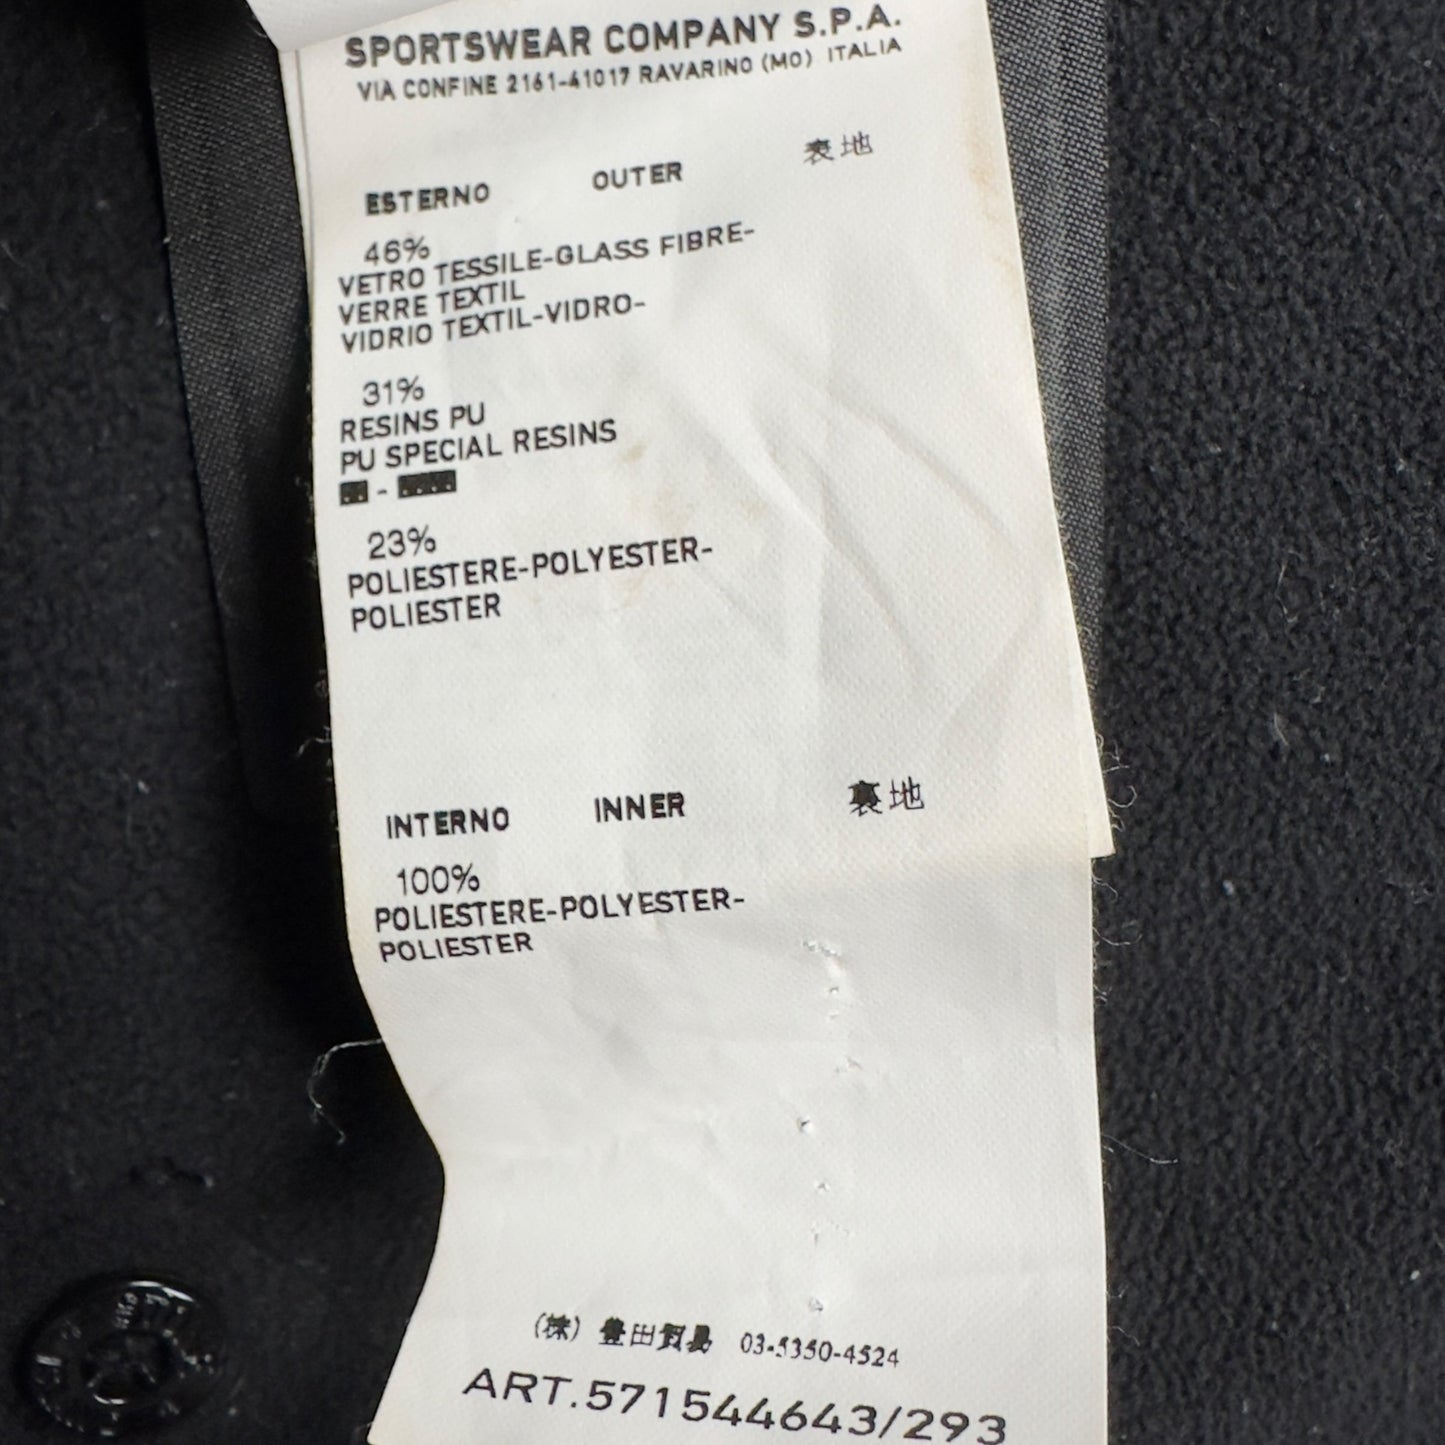 SPORTSWEAR COMPANY S.P.A.
VIA CONFINE 2161-41017 RAVARINO (MO) ITALIA
ESTERNO OUTER 表地
46%
VETRO TESSILE-GLASS FIBRE-
VERRE TEXTIL
VIDRIO TEXTIL-VIDRO-
31%
RESINS PU
PU SPECIAL RESINS
23%
POLIESTERE-POLYESTER-
POLIESTER
INTERNO INNER 裏地
100%
POLIESTERE-POLYESTER-
POLIESTER
(株) 豊田貿易 03-5350-4524
ART.571544643/293